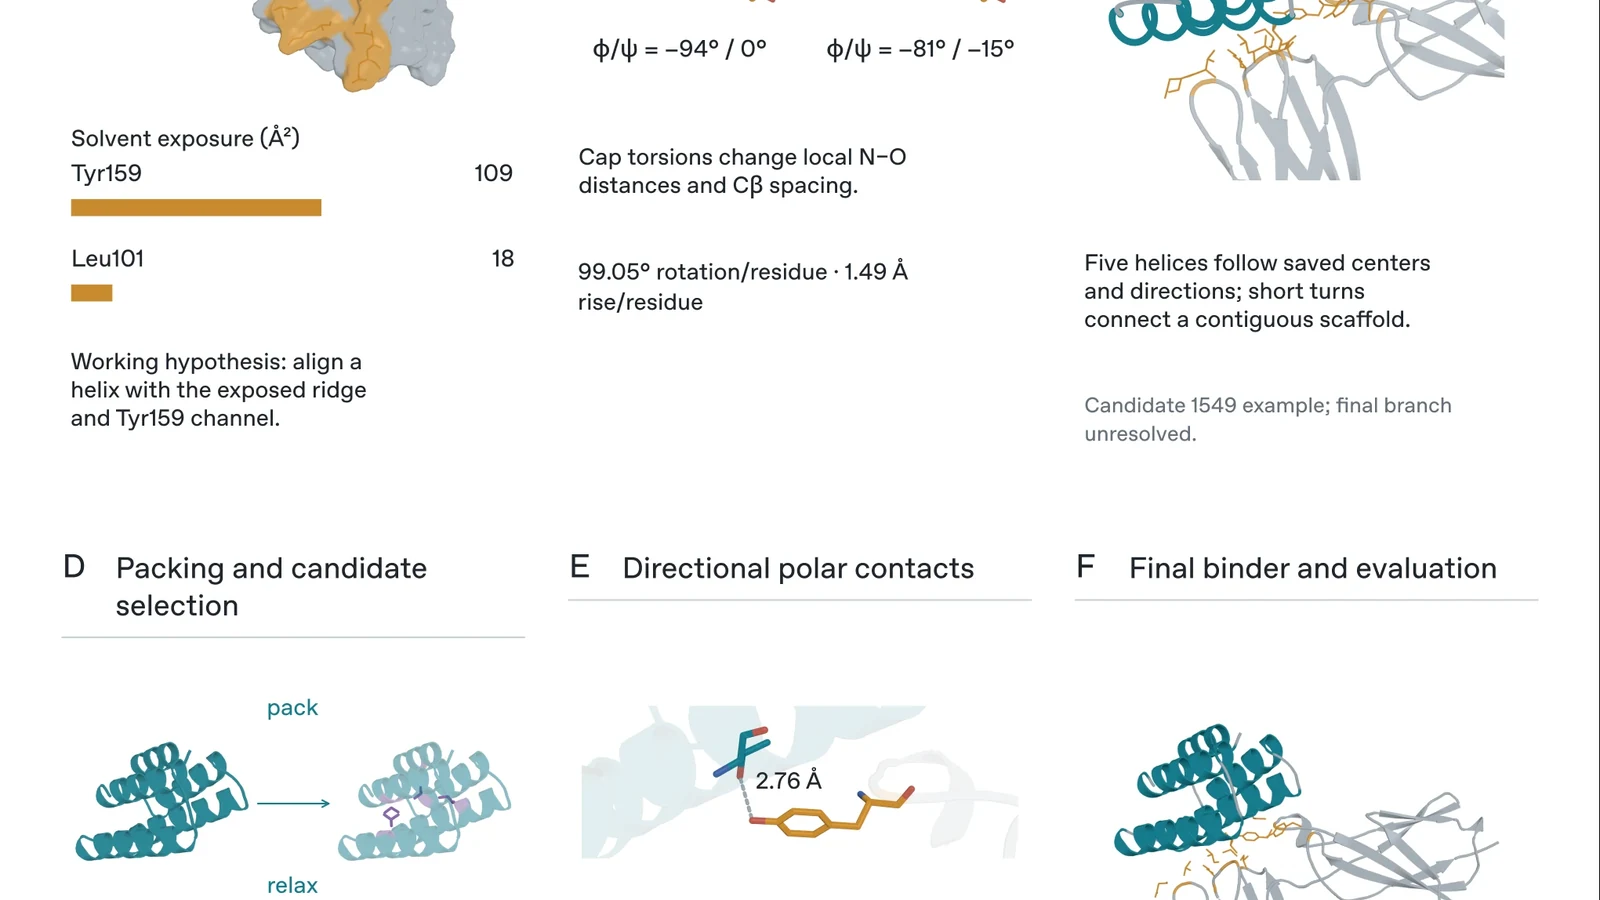 Solvent exposure (Å²)
Tyr159 109
Leu101 18
Working hypothesis: align a
helix with the exposed ridge
and Tyr159 channel.
ϕ/ψ = −94° / 0° ϕ/ψ = −81° / −15°
Cap torsions change local N−O
distances and Cβ spacing.
99.05° rotation/residue · 1.49 Å
rise/residue
Five helices follow saved centers
and directions; short turns
connect a contiguous scaffold.
Candidate 1549 example; final branch
unresolved.
D Packing and candidate
selection
pack
relax
E Directional polar contacts
2.76 Å
F Final binder and evaluation